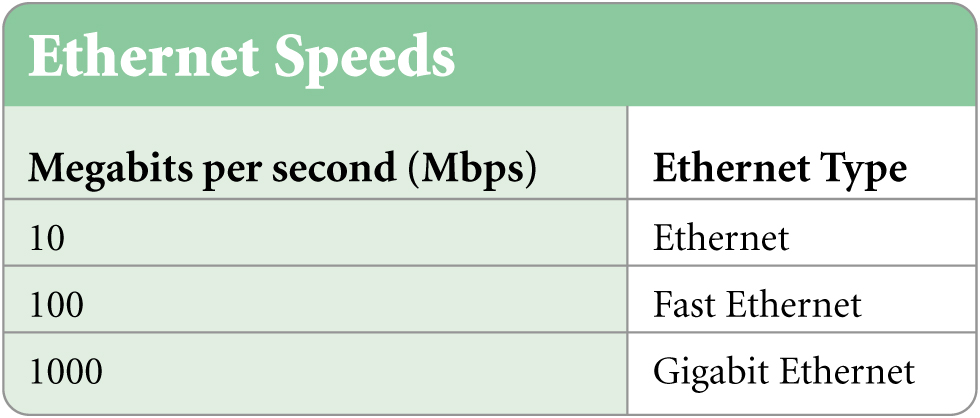 Ethernet Speeds
Megabits per second (Mbps) Ethernet Type
10 Ethernet
100 Fast Ethernet
1000 Gigabit Ethernet